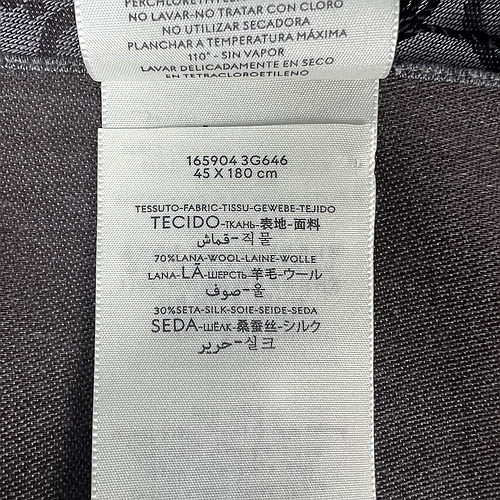 PERCHLORETHYLENE
NO LAVAR-NO TRATAR CON CLORO
NO UTILIZAR SECADORA
PLANCHAR A TEMPERATURA MÁXIMA
110° - SIN VAPOR
LAVAR DELICADAMENTE EN SECO
EN TETRACLOROETILENO
165904 3G646
45 X 180 cm
TESSUTO-FABRIC-TISSU-GEWEBE-TEJIDO
TECIDO-ТКАНЬ-表地-面料
قماش-직물
70%LANA-WOOL-LAINE-WOLLE
LANA-LÃ-ШЕРСТЬ-羊毛-ウール
صوف-울
30%SETA-SILK-SOIE-SEIDE-SEDA
SEDA-ШЁЛК-桑蚕丝-シルク
حرير-실크